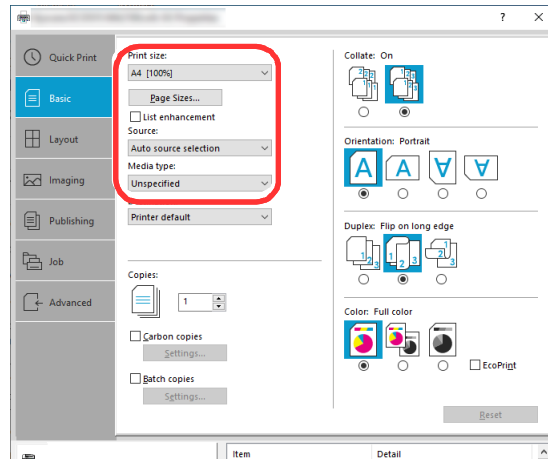 ?
X
Quick Print
Basic
Layout
Imaging
Publishing
Job
Advanced
Print size:
A4 [100%]
Page Sizes...
List enhancement
Source:
Auto source selection
Media type:
Unspecified
Printer default
Copies:
1
Carbon copies
Settings...
Batch copies
Settings...
Collate: On
Orientation: Portrait
A A A A
Duplex: Flip on long edge
Color: Full color
EcoPrint
Reset
Item Detail